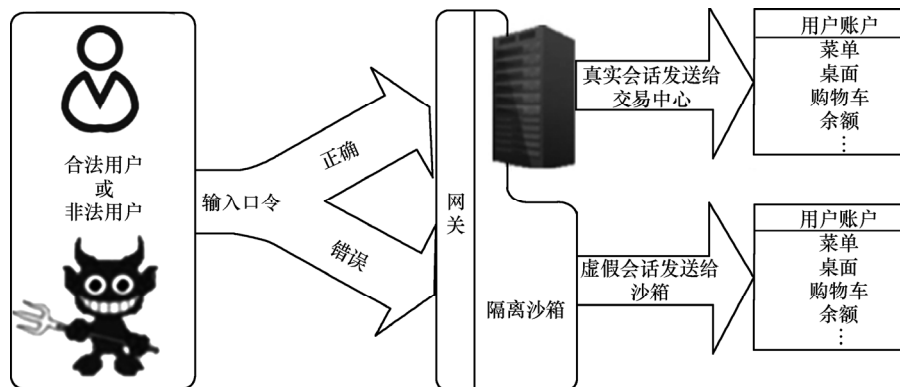 合法用户
或
非法用户
输入口令
正确
错误
网关
真实会话发送给
交易中心
用户账户
菜单
桌面
购物车
余额
⋮
隔离沙箱
虚假会话发送给
沙箱
用户账户
菜单
桌面
购物车
余额
⋮